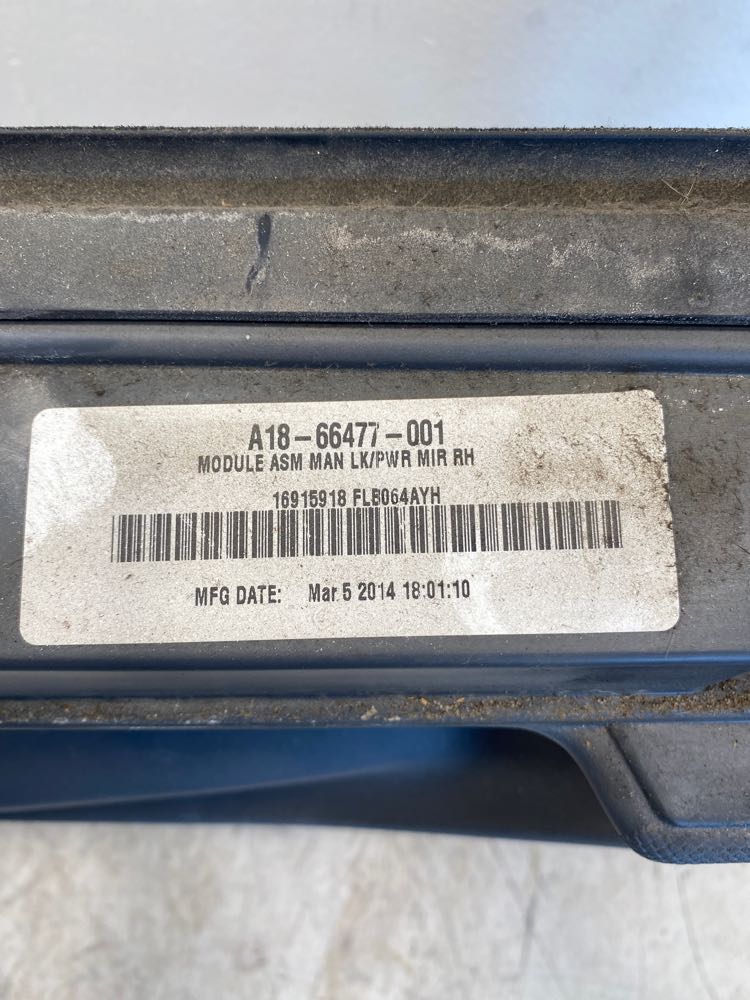 A18-66477-001
MODULE ASM MAN LK/PWR MIR RH
16915918 FLB064AYH
MFG DATE: Mar 5 2014 18:01:10